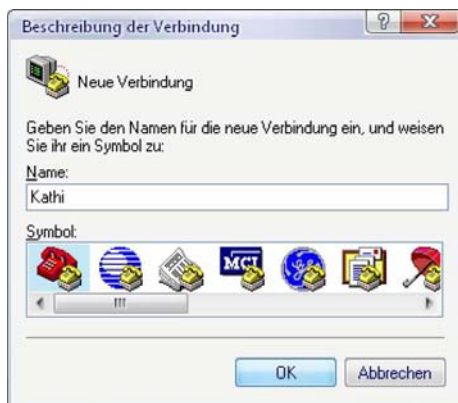 Beschreibung der Verbindung
Neue Verbindung
Geben Sie den Namen für die neue Verbindung ein, und weisen
Sie ihr ein Symbol zu:
Name:
Kathi
Symbol:
MCI
OK
Abbrechen